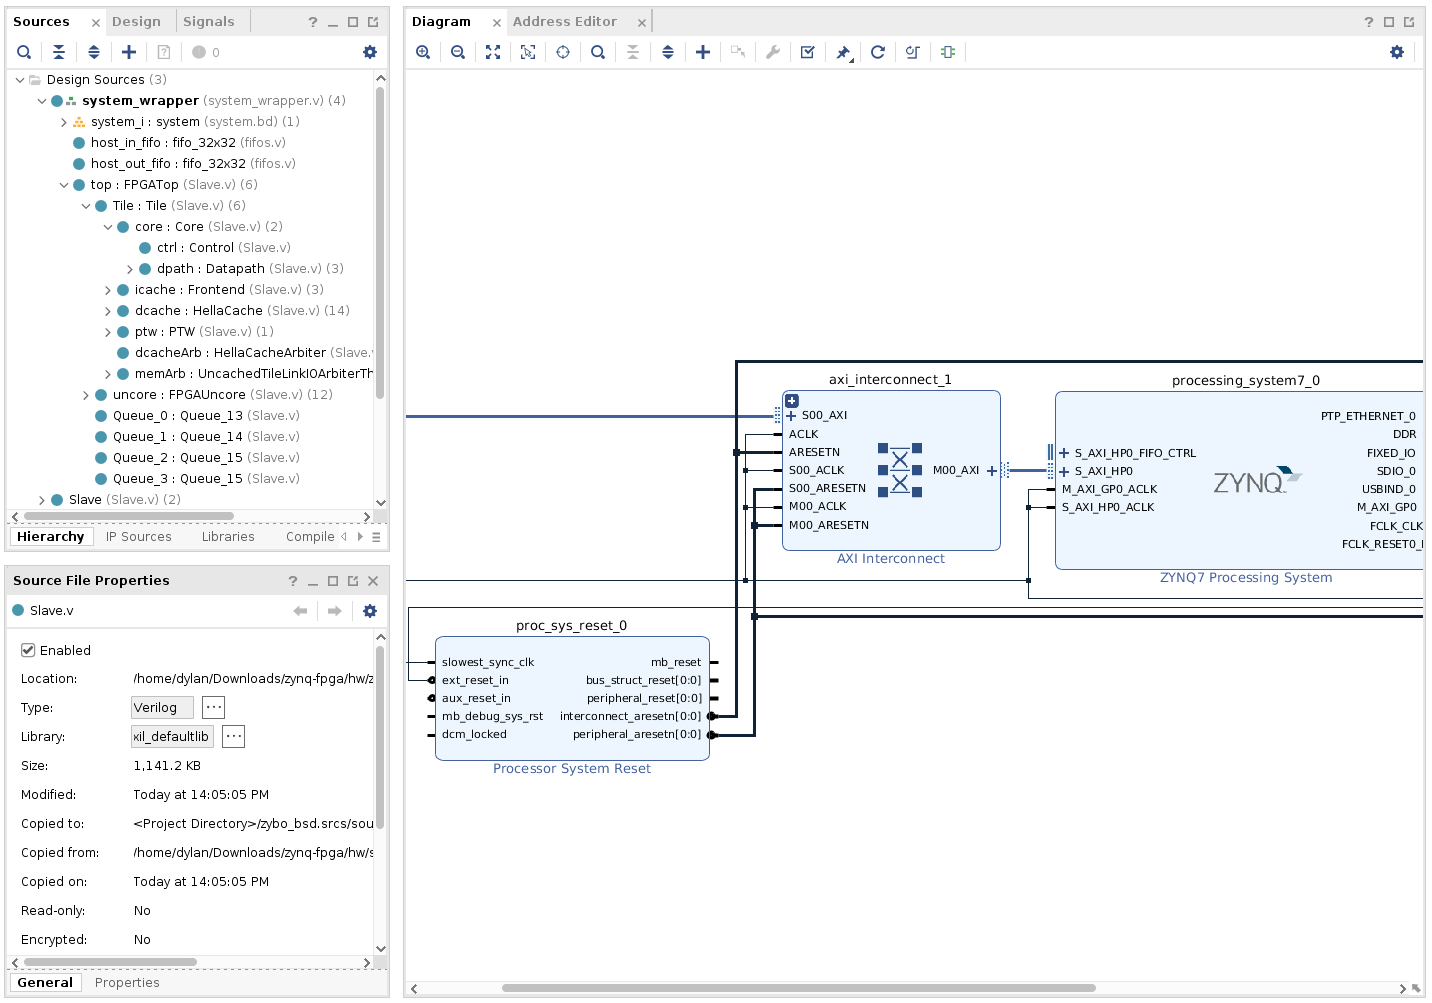 Sources
Design
Signals
?
0
Design Sources (3)
system_wrapper (system_wrapper.v) (4)
system_i : system (system.bd) (1)
host_in_fifo : fifo_32x32 (fifos.v)
host_out_fifo : fifo_32x32 (fifos.v)
top : FPGATop (Slave.v) (6)
Tile : Tile (Slave.v) (6)
core : Core (Slave.v) (2)
ctrl : Control (Slave.v)
dpath : Datapath (Slave.v) (3)
icache : Frontend (Slave.v) (3)
dcache : HellaCache (Slave.v) (14)
ptw : PTW (Slave.v) (1)
dcacheArb : HellaCacheArbiter (Slave.
memArb : UncachedTileLinkIOArbiterTh
uncore : FPGAUncore (Slave.v) (12)
Queue_0 : Queue_13 (Slave.v)
Queue_1 : Queue_14 (Slave.v)
Queue_2 : Queue_15 (Slave.v)
Queue_3 : Queue_15 (Slave.v)
Slave (Slave.v) (2)
Hierarchy
IP Sources
Libraries
Compile
Source File Properties
?
Slave.v
Enabled
Location: /home/dylan/Downloads/zynq-fpga/hw/z
Type: Verilog ...
Library: xil_defaultlib ...
Size: 1,141.2 KB
Modified: Today at 14:05:05 PM
Copied to: <Project Directory>/zybo_bsd.srcs/sou
Copied from: /home/dylan/Downloads/zynq-fpga/hw/s
Copied on: Today at 14:05:05 PM
Read-only: No
Encrypted: No
General
Properties
Diagram
Address Editor
?
axi_interconnect_1
S00_AXI
ACLK
ARESETN
S00_ACLK
S00_ARESETN
M00_ACLK
M00_ARESETN
M00_AXI
AXI Interconnect
processing_system7_0
S_AXI_HP0_FIFO_CTRL
S_AXI_HP0
M_AXI_GP0_ACLK
S_AXI_HP0_ACLK
ZYNQ
PTP_ETHERNET_0
DDR
FIXED_IO
SDIO_0
USBIND_0
M_AXI_GP0
FCLK_CLK
FCLK_RESET0_
ZYNQ7 Processing System
proc_sys_reset_0
slowest_sync_clk
ext_reset_in
aux_reset_in
mb_debug_sys_rst
dcm_locked
mb_reset
bus_struct_reset[0:0]
peripheral_reset[0:0]
interconnect_aresetn[0:0]
peripheral_aresetn[0:0]
Processor System Reset